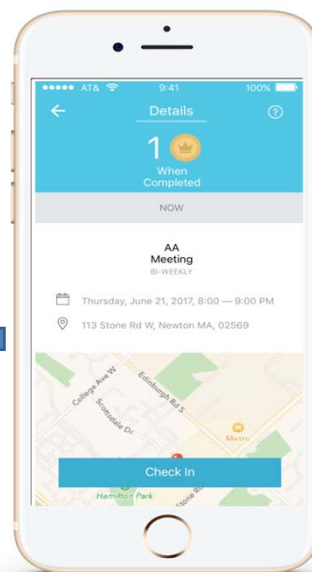 AT& 9:41 100%
Details
1
When
Completed
NOW
AA
Meeting
BI-WEEKLY
Thursday, June 21, 2017, 8:00 — 9:00 PM
113 Stone Rd W, Newton MA, 02569
College Ave W
Edinburgh Rd S
Scottsdale Dr
Metro
Check In
Hamilton Park
Stone